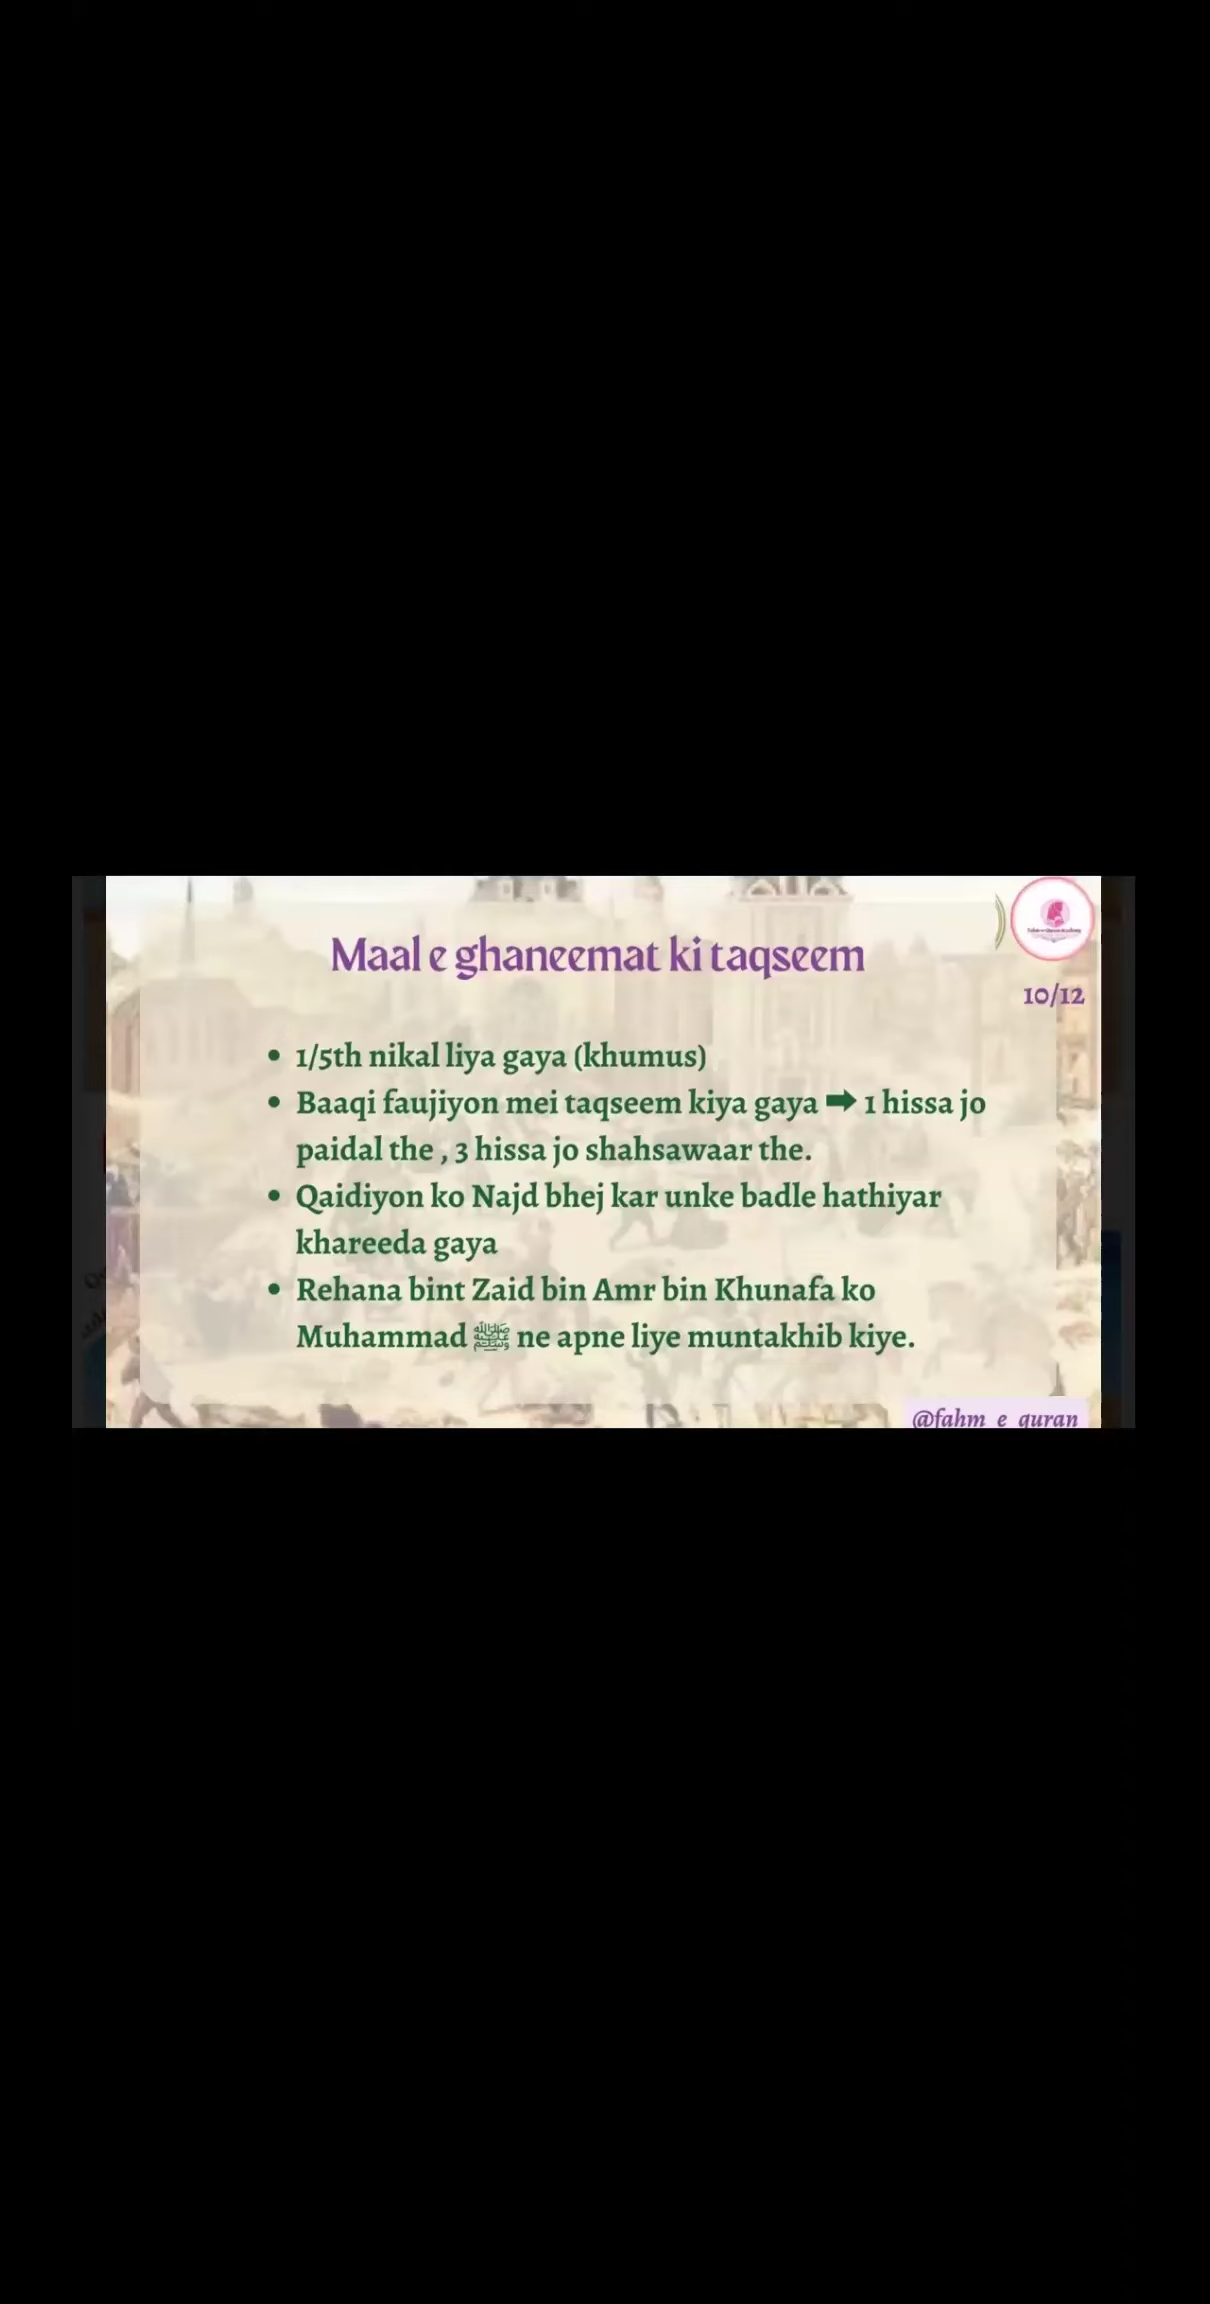 Maal e ghaneemat ki taqseem
10/12
• 1/5th nikal liya gaya (khumus)
• Baaqi faujiyon mei taqseem kiya gaya ➡ 1 hissa jo
paidal the , 3 hissa jo shahsawaar the.
• Qaidiyon ko Najd bhej kar unke badle hathiyar
khareeda gaya
• Rehana bint Zaid bin Amr bin Khunafa ko
Muhammad ﷺ ne apne liye muntakhib kiye.
@fahm_e_quran